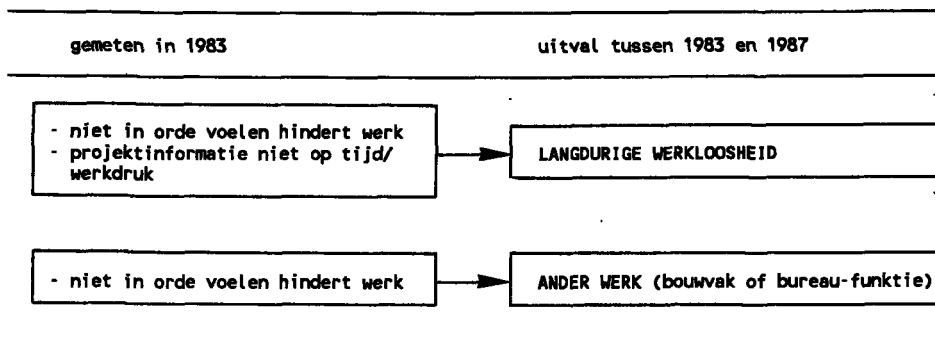 gemeten in 1983 uitval tussen 1983 en 1987
- niet in orde voelen hindert werk
- projektinformatie niet op tijd/
werkdruk
LANGDURIGE WERKLOOSHEID
- niet in orde voelen hindert werk
ANDER WERK (bouwvak of bureau-funktie)